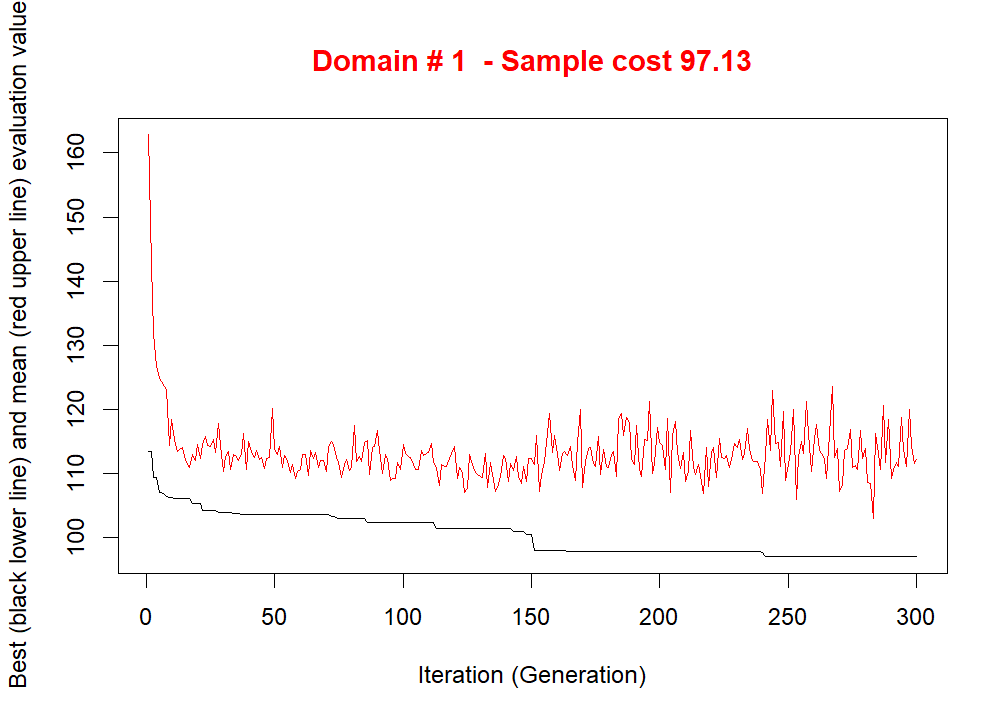 Domain # 1  - Sample cost 97.13
Best (black lower line) and mean (red upper line) evaluation value
160
150
140
130
120
110
100
0 50 100 150 200 250 300
Iteration (Generation)